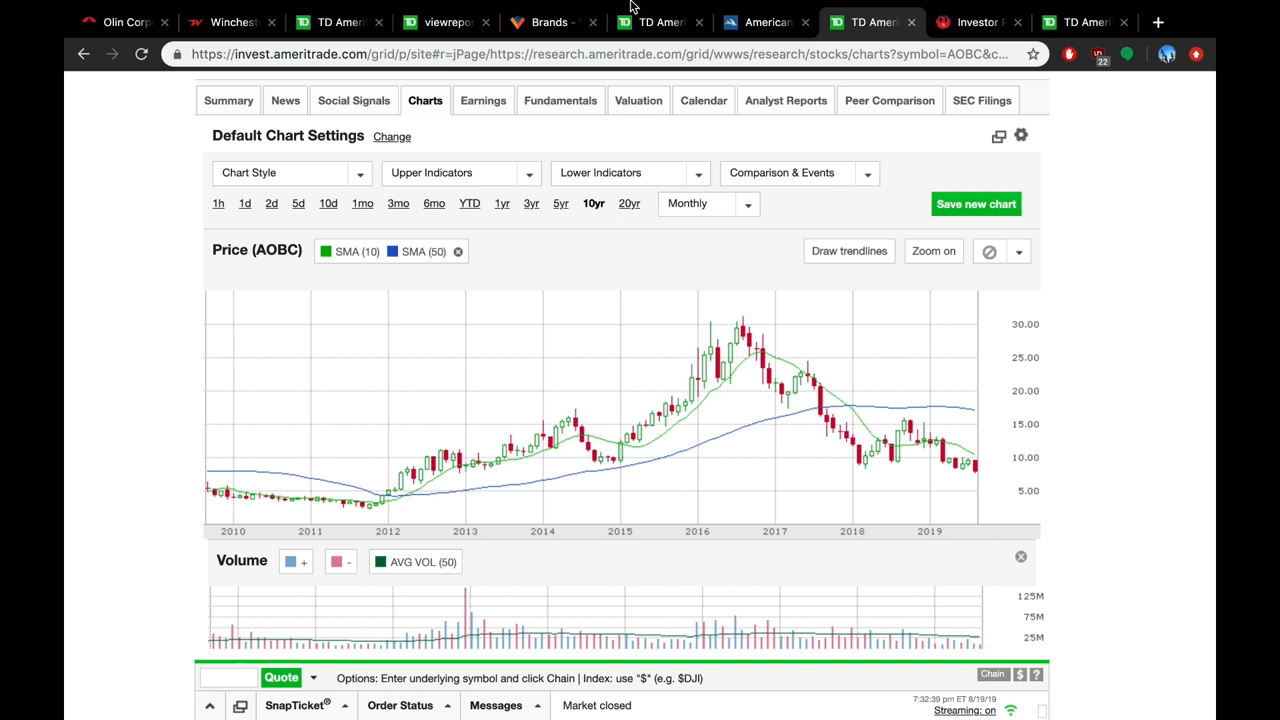 Olin Corp
Winchest
TD Ameri
viewrepor
Brands -
TD Ameri
American
TD Ameri
Investor R
TD Ameri
https://invest.ameritrade.com/grid/p/site#r=jPage/https://research.ameritrade.com/grid/wwws/research/stocks/charts?symbol=AOBC&c...
22
Summary News Social Signals Charts Earnings Fundamentals Valuation Calendar Analyst Reports Peer Comparison SEC Filings
Default Chart Settings Change
Chart Style Upper Indicators Lower Indicators Comparison & Events
1h 1d 2d 5d 10d 1mo 3mo 6mo YTD 1yr 3yr 5yr 10yr 20yr Monthly Save new chart
Price (AOBC) SMA (10) SMA (50) Draw trendlines Zoom on
30.00
25.00
20.00
15.00
10.00
5.00
2010 2011 2012 2013 2014 2015 2016 2017 2018 2019
Volume + - AVG VOL (50)
125M
75M
25M
Quote Options: Enter underlying symbol and click Chain | Index: use "$" (e.g. $DJI) Chain $ ?
SnapTicket® Order Status Messages Market closed
7:32:39 pm ET 8/19/19
Streaming: on